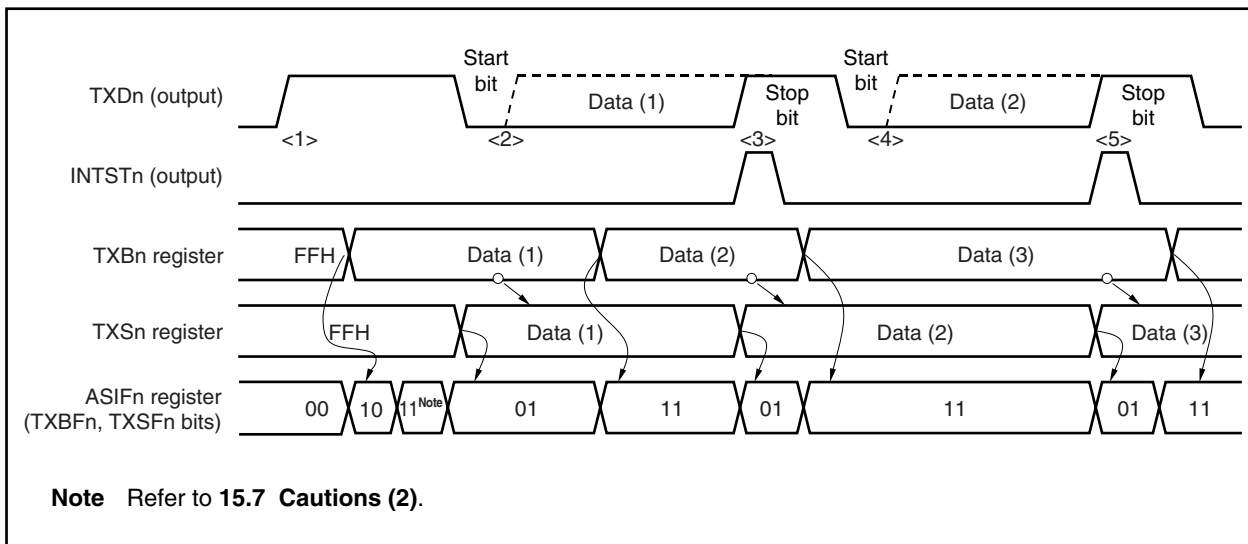 Start bit
Start bit
TXDn (output)
Data (1)
Stop bit
Data (2)
Stop bit
<1>
<2>
<3>
<4>
<5>
INTSTn (output)
TXBn register
FFH
Data (1)
Data (2)
Data (3)
TXSn register
FFH
Data (1)
Data (2)
Data (3)
ASIFn register
(TXBFn, TXSFn bits)
00
10
11Note
01
11
01
11
01
11
Note Refer to 15.7 Cautions (2).